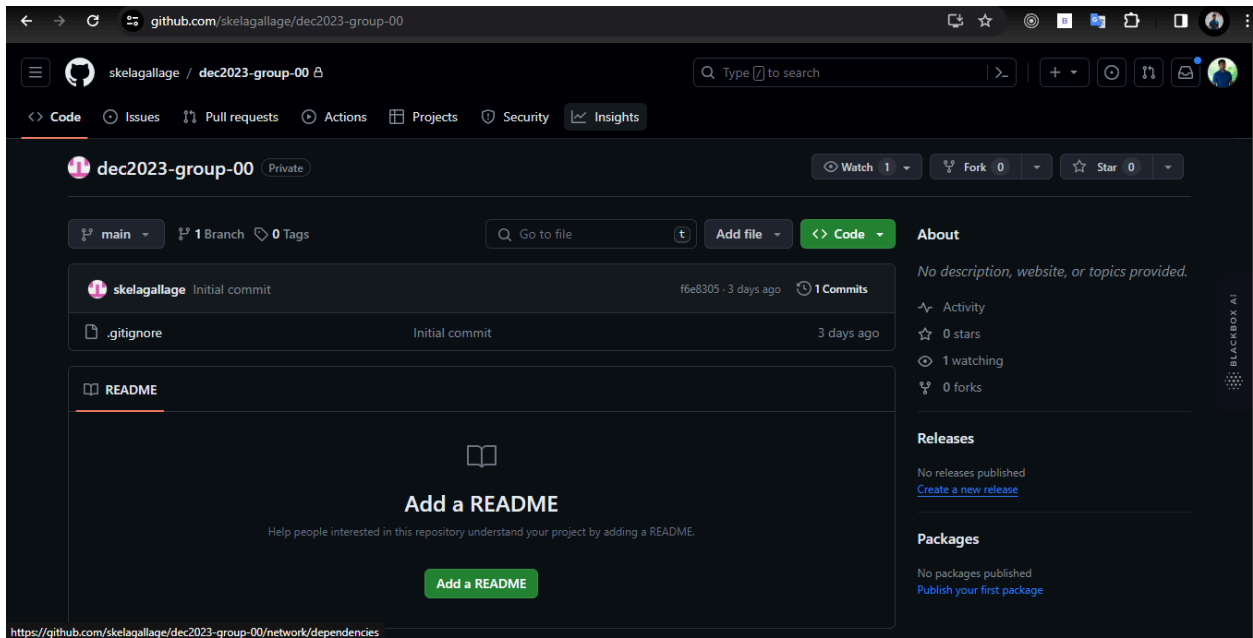 github.com/skelagallage/dec2023-group-00
skelagallage / dec2023-group-00
Type / to search
Code Issues Pull requests Actions Projects Security Insights
dec2023-group-00 Private
Watch 1 Fork 0 Star 0
main 1 Branch 0 Tags Go to file t Add file <> Code
About
No description, website, or topics provided.
skelagallage Initial commit f6e8305 · 3 days ago 1 Commits
.gitignore Initial commit 3 days ago
Activity
0 stars
1 watching
0 forks
README
Add a README
Help people interested in this repository understand your project by adding a README.
Add a README
Releases
No releases published
Create a new release
Packages
No packages published
Publish your first package
BLACKBOX AI
https://github.com/skelagallage/dec2023-group-00/network/dependencies